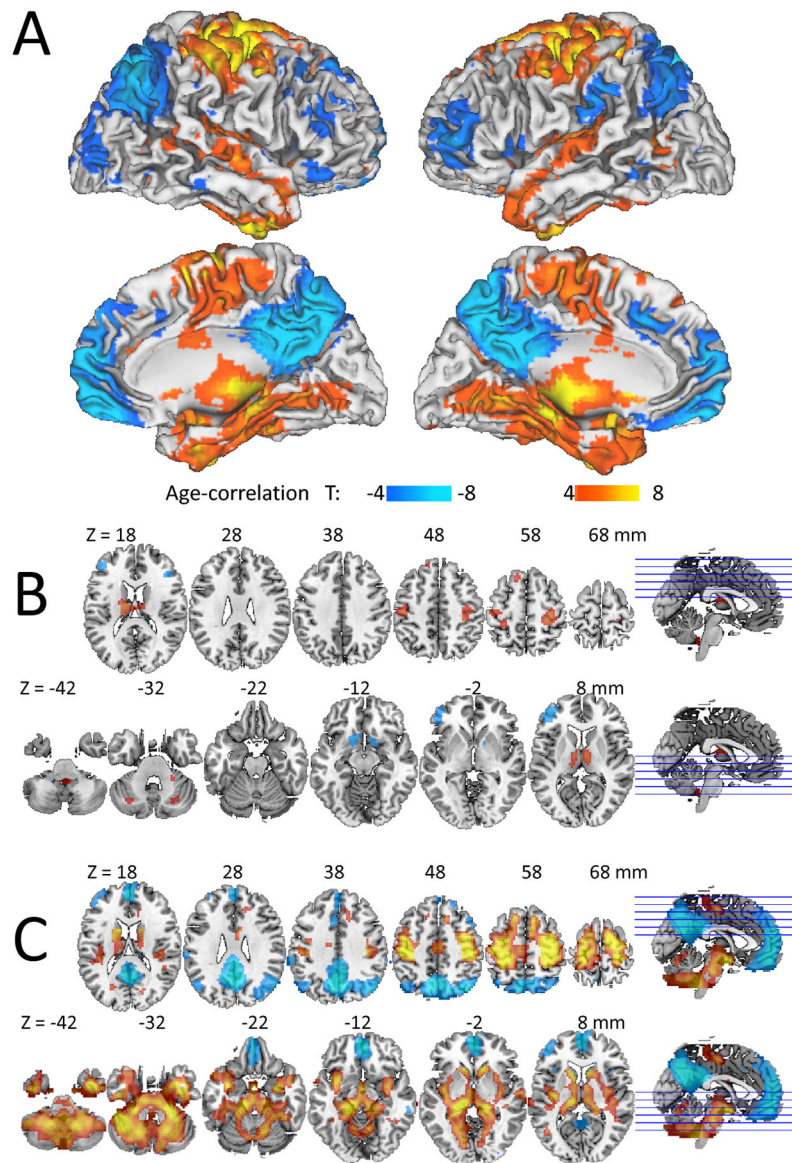 A
Age-correlation T: -4 -8 4 8
B
Z = 18 28 38 48 58 68 mm
Z = -42 -32 -22 -12 -2 8 mm
C
Z = 18 28 38 48 58 68 mm
Z = -42 -32 -22 -12 -2 8 mm